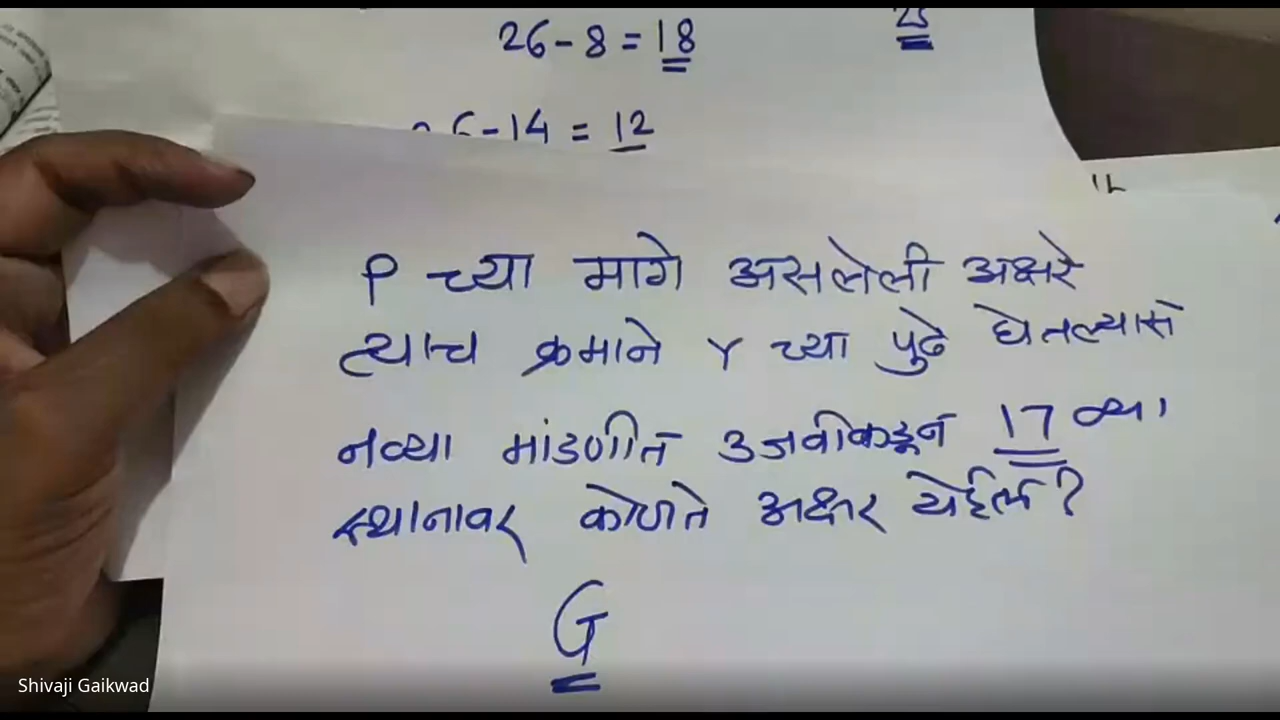 26-8=18
6-14 = 12
P च्या मागे असलेली अक्षरे
त्याच क्रमाने Y च्या पुढे घेतल्यास
नव्या मांडणीत उजवीकडून 17 व्या
स्थानावर कोणते अक्षर येईल?
G
Shivaji Gaikwad